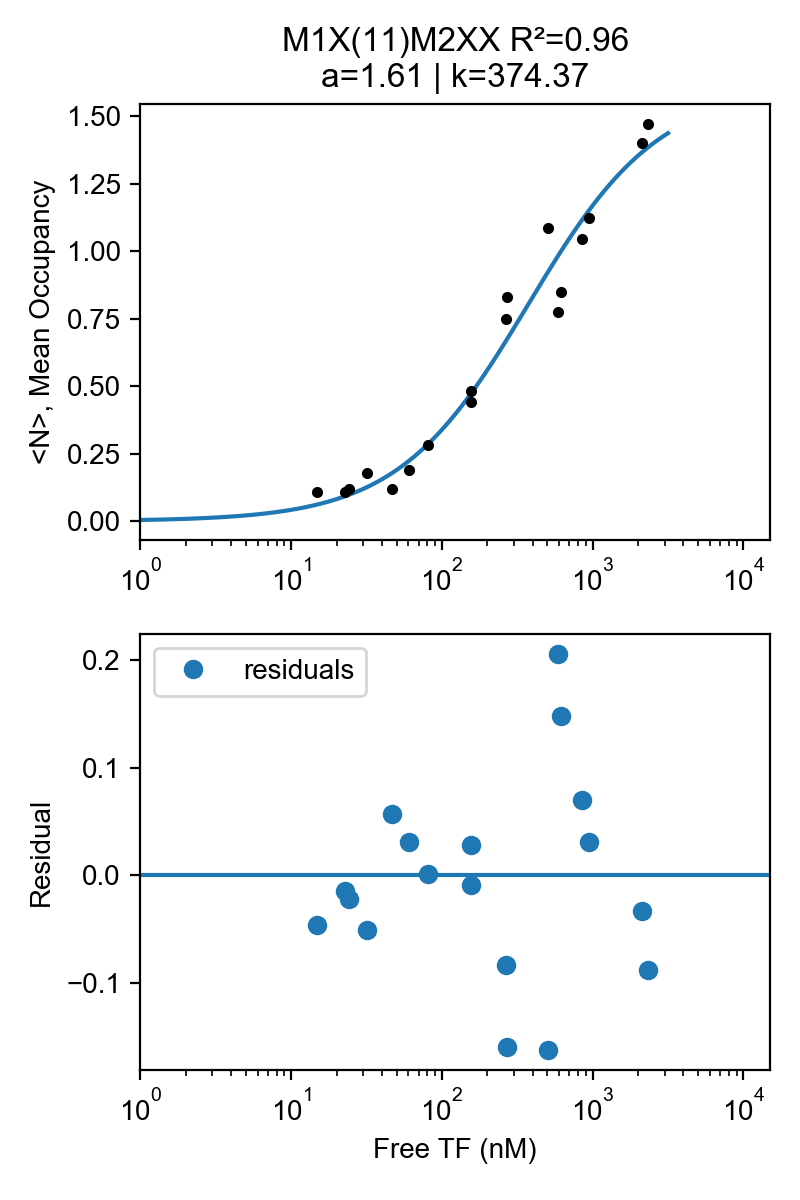 M1X(11)M2XX R²=0.96
a=1.61 | k=374.37
<N>, Mean Occupancy
1.50
1.25
1.00
0.75
0.50
0.25
0.00
10⁰ 10¹ 10² 10³ 10⁴
residuals
Residual
0.2
0.1
0.0
−0.1
10⁰ 10¹ 10² 10³ 10⁴
Free TF (nM)